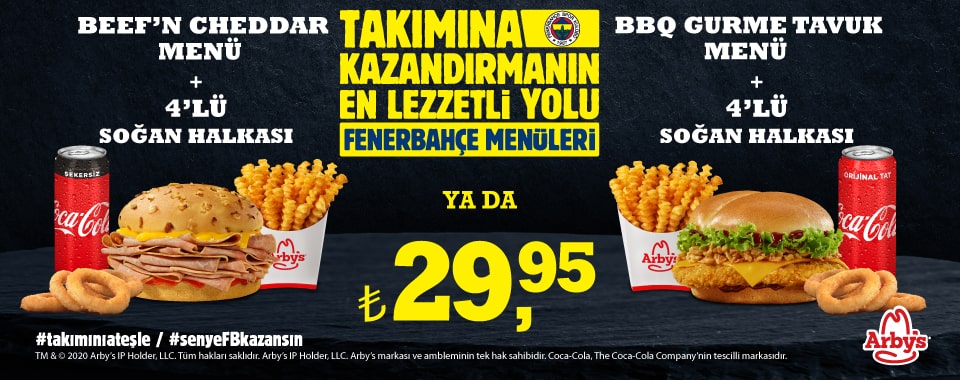 BEEF'N CHEDDAR
MENÜ
+
4'LÜ
SOĞAN HALKASI
TAKIMINA
KAZANDIRMANIN
EN LEZZETLİ YOLU
FENERBAHÇE MENÜLERİ
YA DA
₺29,95
BBQ GURME TAVUK
MENÜ
+
4'LÜ
SOĞAN HALKASI
ŞEKERSİZ
Coca-Cola
Arby's
Arby's
ORİJİNAL TAT
Coca-Cola
#takımınıateşle / #senyeFBkazansın
TM & © 2020 Arby's IP Holder, LLC. Tüm hakları saklıdır. Arby's IP Holder, LLC. Arby's markası ve ambleminin tek hak sahibidir. Coca-Cola, The Coca-Cola Company'nin tescilli markasıdır.
Arby's